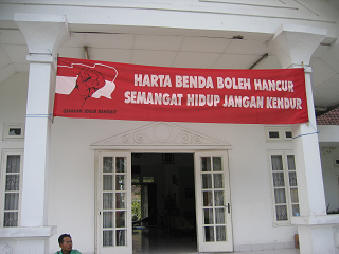 HARTA BENDA BOLEH HANCUR
SEMANGAT HIDUP JANGAN KENDUR